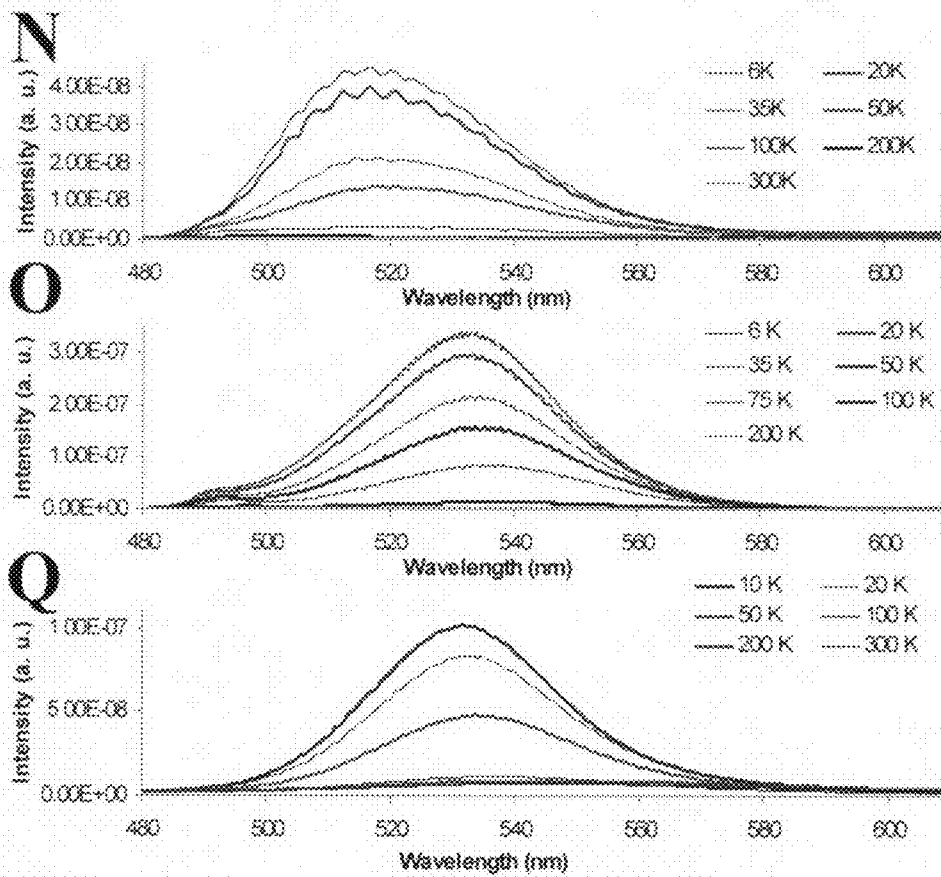 N
Intensity (a. u.)
4.00E-08
3.00E-08
2.00E-08
1.00E-08
0.00E+00
6K 20K
35K 50K
100K 200K
300K
480 500 520 540 560 580 600
Wavelength (nm)
O
Intensity (a. u.)
3.00E-07
2.00E-07
1.00E-07
0.00E+00
6 K 20 K
35 K 50 K
75 K 100 K
200 K
480 500 520 540 560 580 600
Wavelength (nm)
Q
Intensity (a. u.)
1.00E-07
5.00E-08
0.00E+00
10 K 20 K
50 K 100 K
200 K 300 K
480 500 520 540 560 580 600
Wavelength (nm)